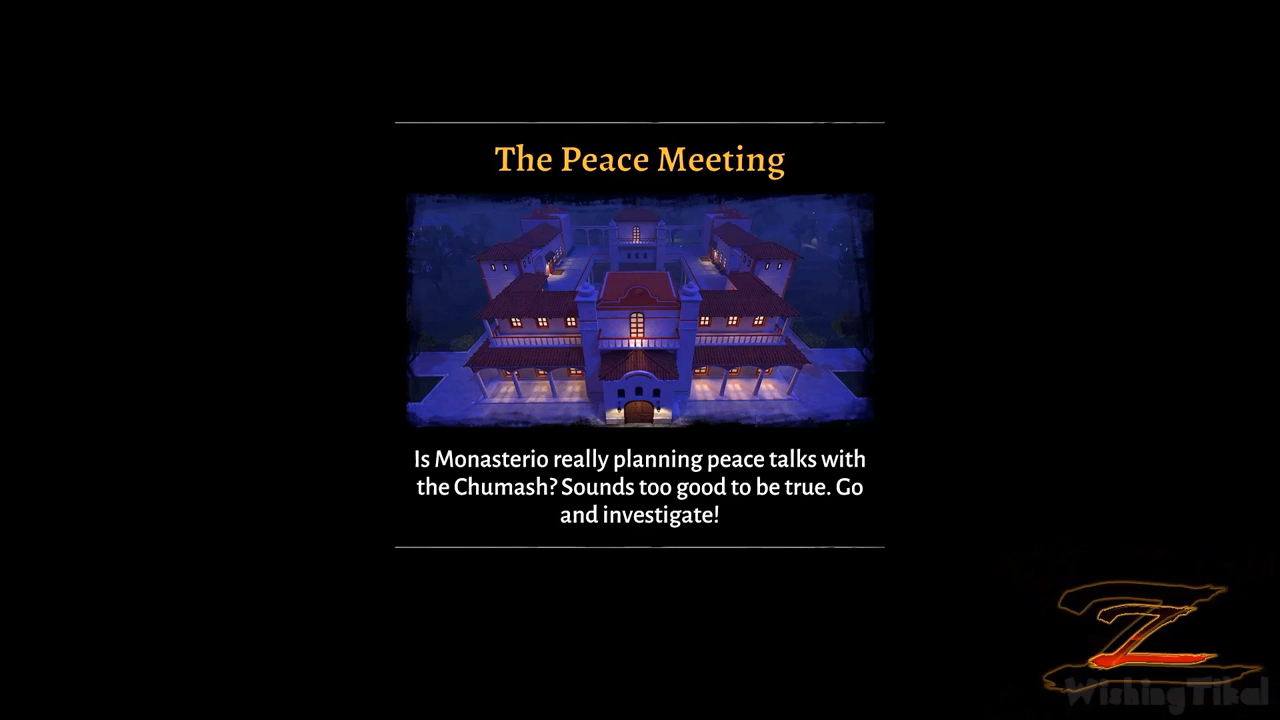 The Peace Meeting
Is Monasterio really planning peace talks with
the Chumash? Sounds too good to be true. Go
and investigate!
Z
WishingTikal